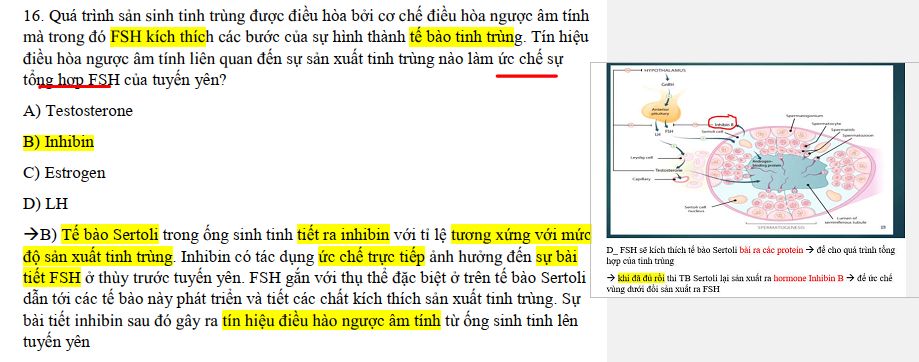 16. Quá trình sản sinh tinh trùng được điều hòa bởi cơ chế điều hòa ngược âm tính
mà trong đó FSH kích thích các bước của sự hình thành tế bào tinh trùng. Tín hiệu
điều hòa ngược âm tính liên quan đến sự sản xuất tinh trùng nào làm ức chế sự
tổng hợp FSH của tuyến yên?
A) Testosterone
B) Inhibin
C) Estrogen
D) LH
→B) Tế bào Sertoli trong ống sinh tinh tiết ra inhibin với tỉ lệ tương xứng với mức
độ sản xuất tinh trùng. Inhibin có tác dụng ức chế trực tiếp ảnh hưởng đến sự bài
tiết FSH ở thùy trước tuyến yên. FSH gắn với thụ thể đặc biệt ở trên tế bào Sertoli
dẫn tới các tế bào này phát triển và tiết các chất kích thích sản xuất tinh trùng. Sự
bài tiết inhibin sau đó gây ra tín hiệu điều hào ngược âm tính từ ống sinh tinh lên
tuyến yên
HYPOTHALAMUS
GnRH
Anterior
pituitary
LH
FSH
Inhibin B
Sertoli cell
Spermatogonium
Spermatocyte
Spermatids
Spermatozoon
Leydig cell
Testosterone
Capillary
Androgen-
binding protein
Sertoli cell
nucleus
Lumen of
seminiferous tubule
SPERMATOGENESIS
D_ FSH sẽ kích thích tế bào Sertoli bài ra các protein → để cho quá trình tổng
hợp của tinh trùng
→ khi đã đủ rồi thì TB Sertoli lại sản xuất ra hormone Inhibin B → để ức chế
vùng dưới đồi sản xuất ra FSH